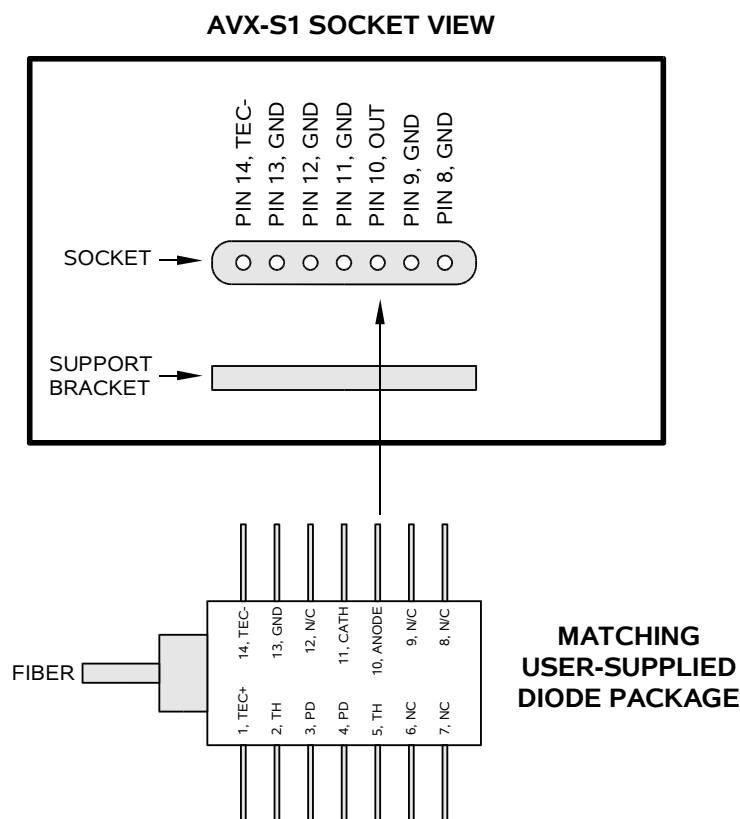 AVX-S1 SOCKET VIEW
PIN 14, TEC-
PIN 13, GND
PIN 12, GND
PIN 11, GND
PIN 10, OUT
PIN 9, GND
PIN 8, GND
SOCKET
SUPPORT
BRACKET
14, TEC-
13, GND
12, N/C
11, CATH
10, ANODE
9, N/C
8, N/C
FIBER
1, TEC+
2, TH
3, PD
4, PD
5, TH
6, NC
7, NC
MATCHING
USER-SUPPLIED
DIODE PACKAGE